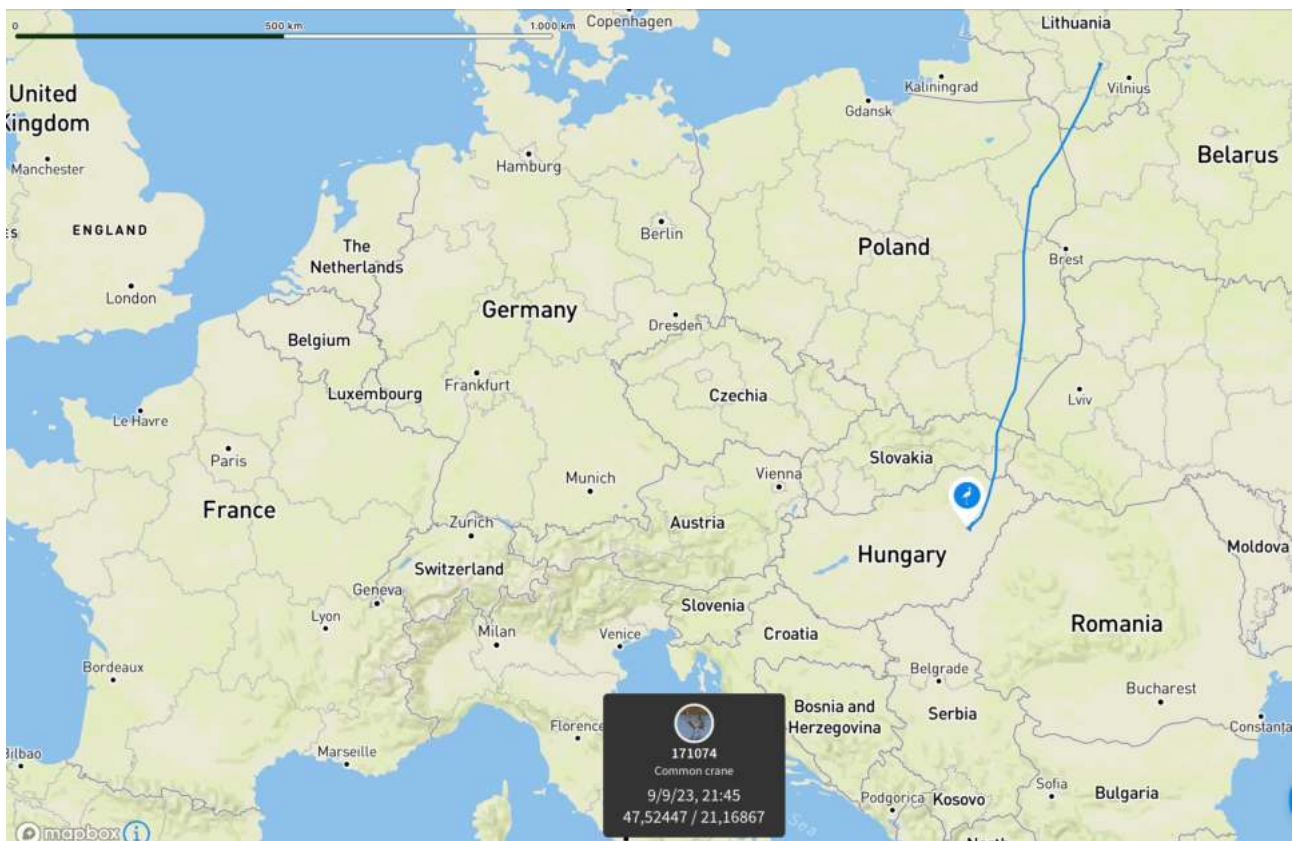 0
500 km
1.000 km
Copenhagen
Lithuania
Kaliningrad
Vilnius
Gdansk
United
Kingdom
Manchester
Hamburg
Belarus
ENGLAND
The
Netherlands
Berlin
Poland
Brest
London
Germany
Belgium
Dresden
Luxembourg
Frankfurt
Czechia
Lviv
Le Havre
Paris
Slovakia
Munich
Vienna
France
Zurich
Austria
Hungary
Moldova
Switzerland
Geneva
Slovenia
Lyon
Milan
Venice
Croatia
Romania
Bordeaux
Belgrade
Bucharest
Bosnia and
Herzegovina
Serbia
Constanța
Florence
Marseille
Bilbao
Sofia
Bulgaria
Podgorica
Kosovo
Sea
171074
Common crane
9/9/23, 21:45
47,52447 / 21,16867
mapbox
i